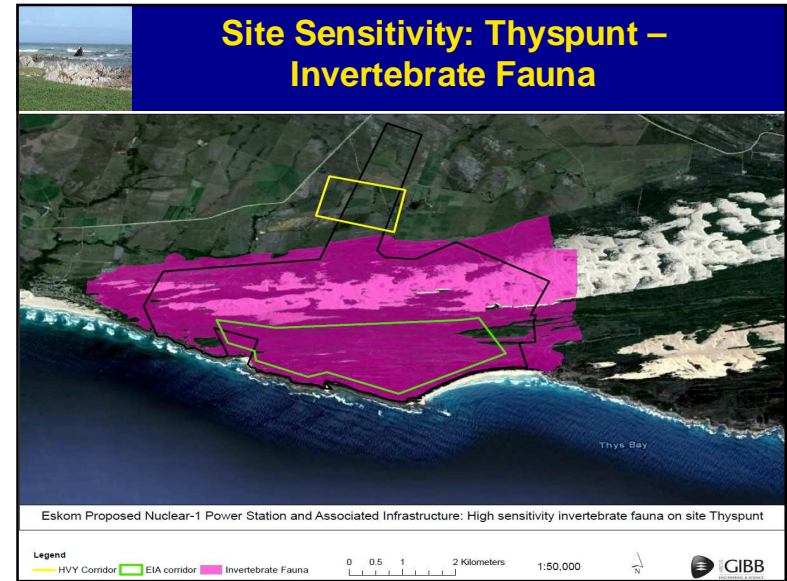 Site Sensitivity: Thyspunt –
Invertebrate Fauna
Thys Bay
Eskom Proposed Nuclear-1 Power Station and Associated Infrastructure: High sensitivity invertebrate fauna on site Thyspunt
Legend
HVY Corridor EIA corridor Invertebrate Fauna
0 0.5 1 2 Kilometers
1:50,000
N
GIBB